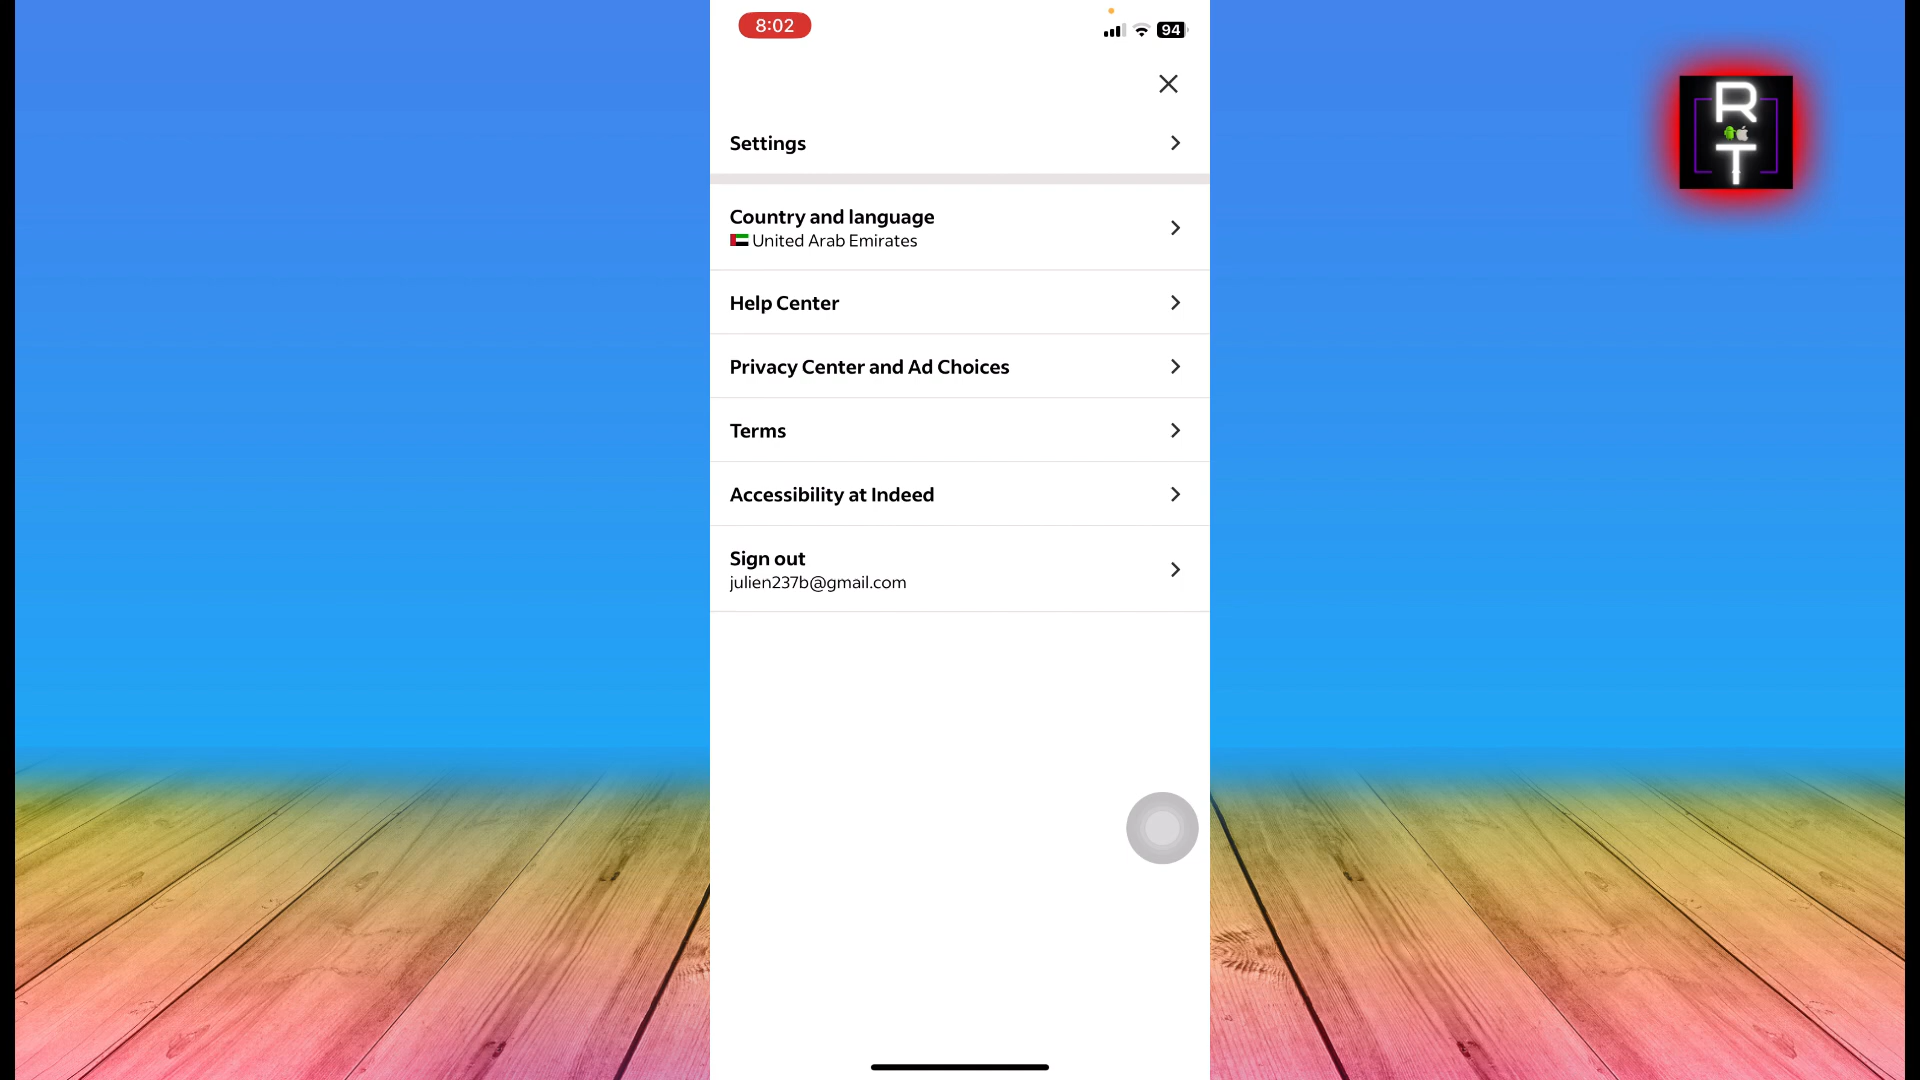 8:02
94
R
T
Settings
Country and language
United Arab Emirates
Help Center
Privacy Center and Ad Choices
Terms
Accessibility at Indeed
Sign out
julien237b@gmail.com